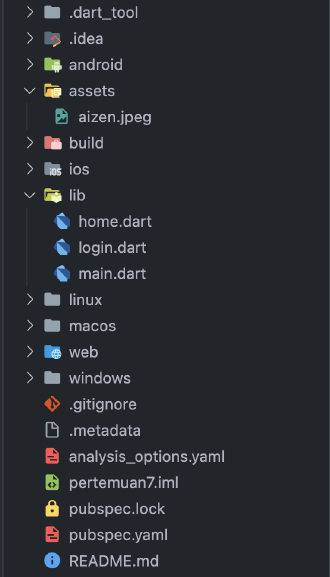 .dart_tool
.idea
android
assets
aizen.jpeg
build
ios
lib
home.dart
login.dart
main.dart
linux
macos
web
windows
.gitignore
.metadata
analysis_options.yaml
pertemuan7.iml
pubspec.lock
pubspec.yaml
README.md